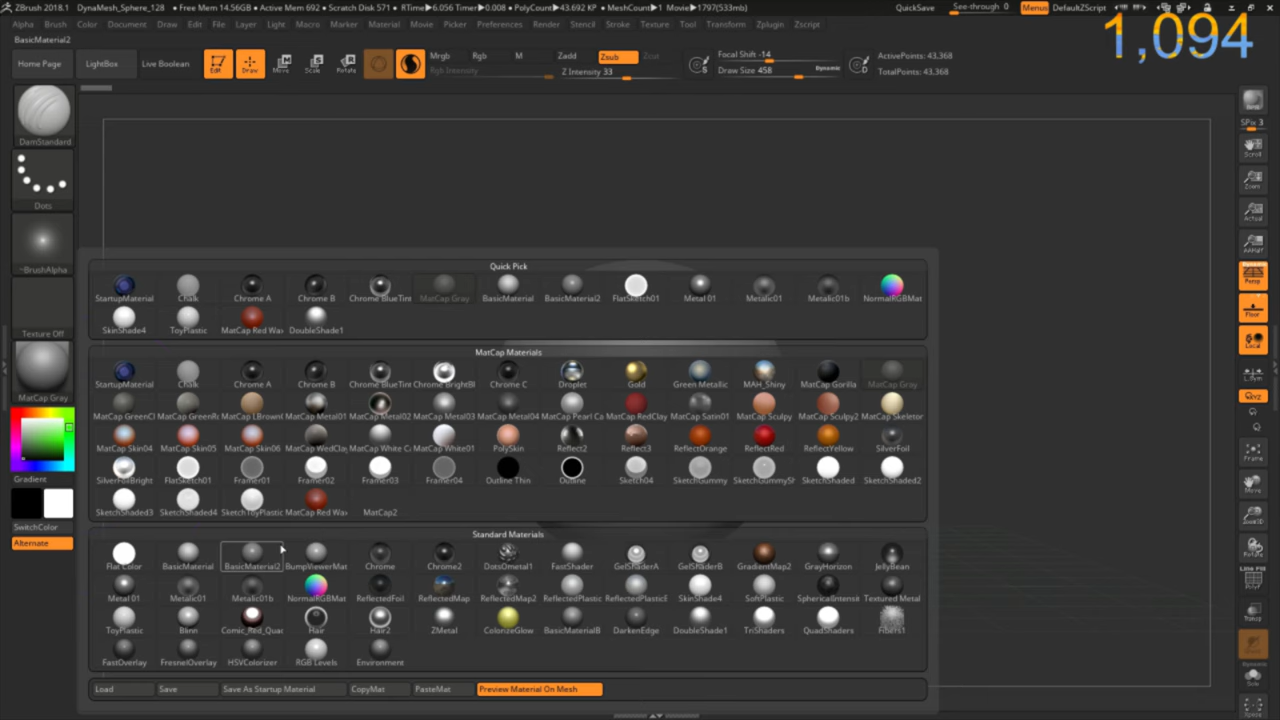 ZBrush 2018.1 DynaMesh_Sphere_128 • Free Mem 14.56GB • Active Mem 692 • Scratch Disk 571 • RTime▶6.056 Timer▶0.008 • PolyCount▶43.692 KP • MeshCount▶1 Movie▶1797(533mb) QuickSave See-through 0 Menus DefaultZScript
Alpha Brush Color Document Draw Edit File Layer Light Macro Marker Material Movie Picker Preferences Render Stencil Stroke Texture Tool Transform Zplugin Zscript
1,094
BasicMaterial2
Home Page LightBox Live Boolean Edit Draw Move Scale Rotate Mrgb Rgb M Zadd Zsub Zcut Focal Shift -14 ActivePoints: 43,368
Rgb Intensity Z Intensity 33 Draw Size 458 Dynamic TotalPoints: 43,368
DamStandard
Dots
~BrushAlpha
Texture Off
MatCap Gray
Gradient
SwitchColor
Alternate
Quick Pick
StartupMaterial Chalk Chrome A Chrome B Chrome BlueTint MatCap Gray BasicMaterial BasicMaterial2 FlatSketch01 Metal 01 Metalic01 Metalic01b NormalRGBMat
SkinShade4 ToyPlastic MatCap Red Wa DoubleShade1
MatCap Materials
StartupMaterial Chalk Chrome A Chrome B Chrome BlueTint Chrome BrightBl Chrome C Droplet Gold Green Metallic MAH_Shiny MatCap Gorilla MatCap Gray
MatCap GreenCl MatCap GreenRo MatCap LBrown MatCap Metal01 MatCap Metal02 MatCap Metal03 MatCap Metal04 MatCap Pearl Ca MatCap RedClay MatCap Satin01 MatCap Sculpy MatCap Sculpy2 MatCap Skeletor
MatCap Skin04 MatCap Skin05 MatCap Skin06 MatCap WedClay MatCap White Ca MatCap White01 PolySkin Reflect2 Reflect3 ReflectOrange ReflectRed ReflectYellow SilverFoil
SilverFoilBright FlatSketch01 Framer01 Framer02 Framer03 Framer04 Outline Thin Outline Sketch04 SketchGummy SketchGummySh SketchShaded SketchShaded2
SketchShaded3 SketchShaded4 SketchToyPlastic MatCap Red Wa MatCap2
Standard Materials
Flat Color BasicMaterial BasicMaterial2 BumpViewerMat Chrome Chrome2 DotsOmetal1 FastShader GelShaderA GelShaderB GradientMap2 GrayHorizon JellyBean
Metal 01 Metalic01 Metalic01b NormalRGBMat ReflectedFoil ReflectedMap ReflectedMap2 ReflectedPlastic ReflectedPlasticB SkinShade4 SoftPlastic SphericalIntensit Textured Metal
ToyPlastic Blinn Comic_Red_Quad Hair Hair2 ZMetal ColorizeGlow BasicMaterialB DarkenEdge DoubleShade1 TriShaders QuadShaders Fibers1
FastOverlay FresnelOverlay HSVColorizer RGB Levels Environment
Load Save Save As Startup Material CopyMat PasteMat Preview Material On Mesh
SPix 3
Scroll
Zoom
Actual
AAHalf
Persp
Floor
Local
L.Sym
Frame
Move
Zoom3D
Rotate
Line Fill
Transp
Dynamic
Solo
Xpose